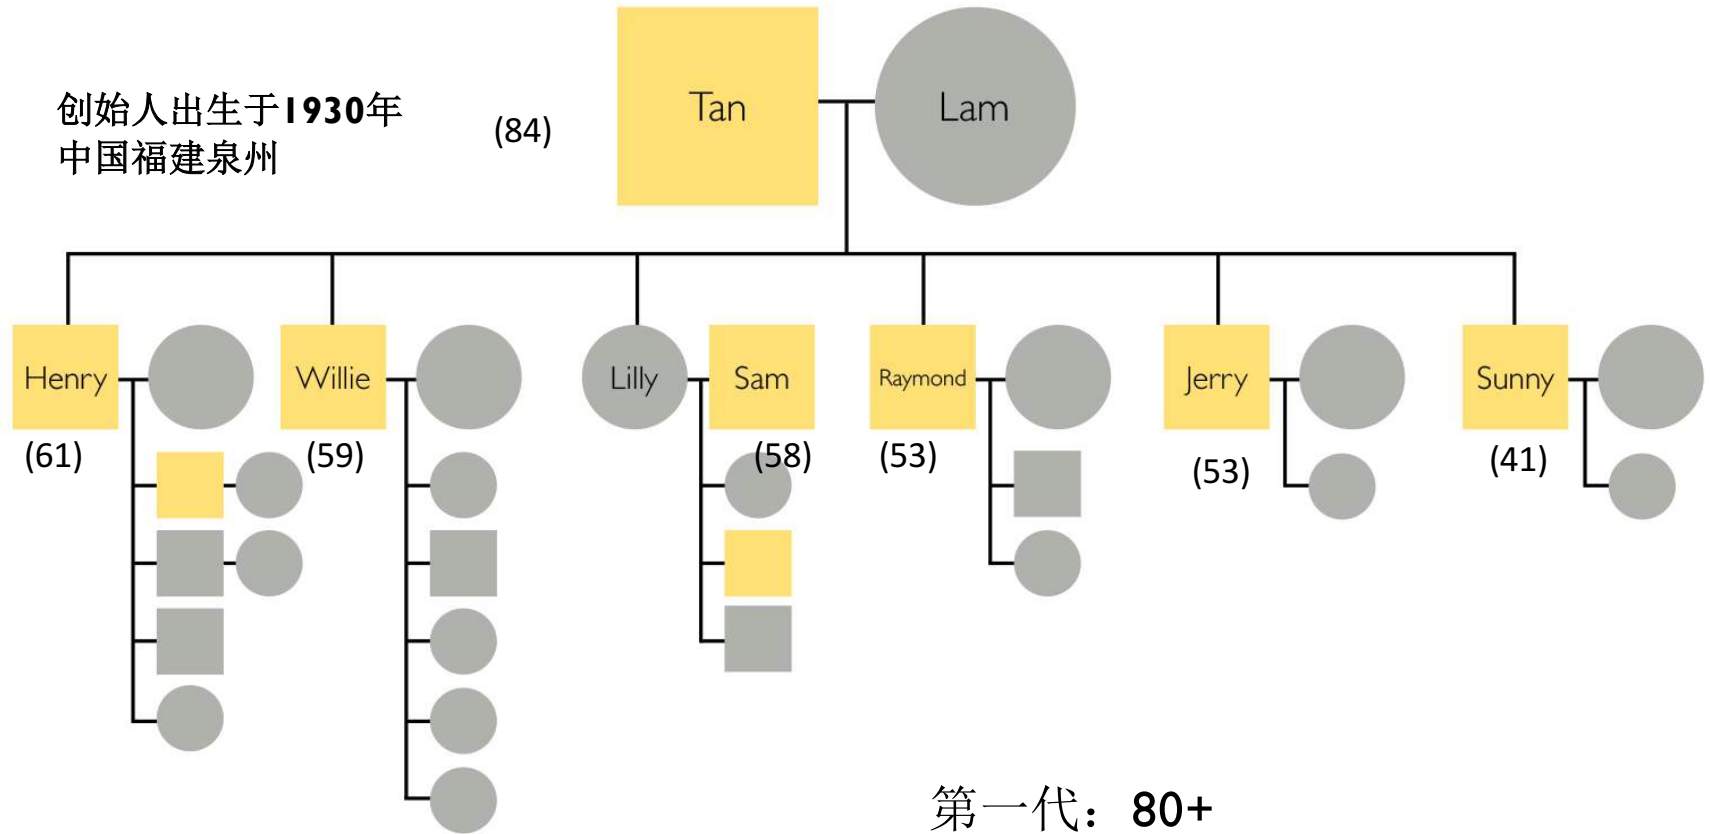 Tan
Lam
创始人出生于1930年
中国福建泉州
(84)
Henry
Willie
Lilly
Sam
Raymond
Jerry
Sunny
(61)
(59)
(58)
(53)
(53)
(41)
第一代：80+